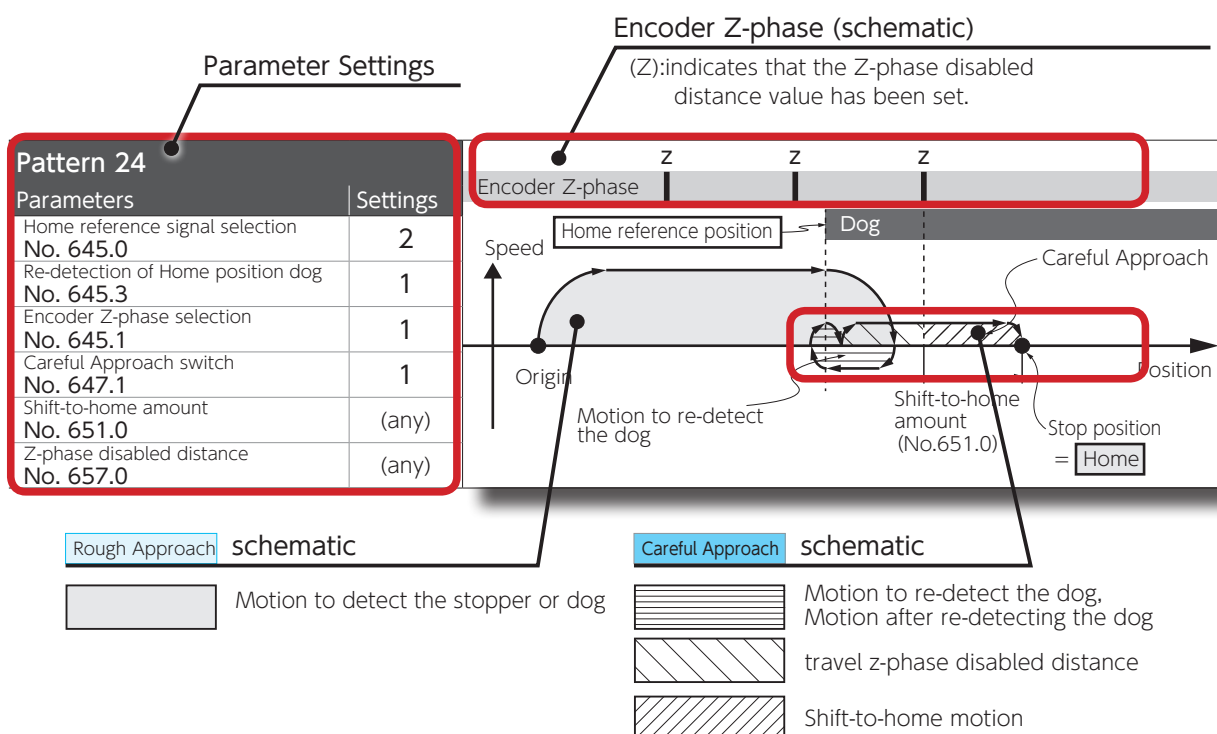 Encoder Z-phase (schematic)
(Z):indicates that the Z-phase disabled
distance value has been set.
Parameter Settings
Pattern 24
Parameters
Settings
Home reference signal selection
No. 645.0
2
Re-detection of Home position dog
No. 645.3
1
Encoder Z-phase selection
No. 645.1
1
Careful Approach switch
No. 647.1
1
Shift-to-home amount
No. 651.0
(any)
Z-phase disabled distance
No. 657.0
(any)
Z Z Z
Encoder Z-phase
Home reference position
Dog
Speed
Careful Approach
Origin
Position
Motion to re-detect
the dog
Shift-to-home
amount
(No.651.0)
Stop position
= Home
Rough Approach schematic
Motion to detect the stopper or dog
Careful Approach schematic
Motion to re-detect the dog,
Motion after re-detecting the dog
travel z-phase disabled distance
Shift-to-home motion